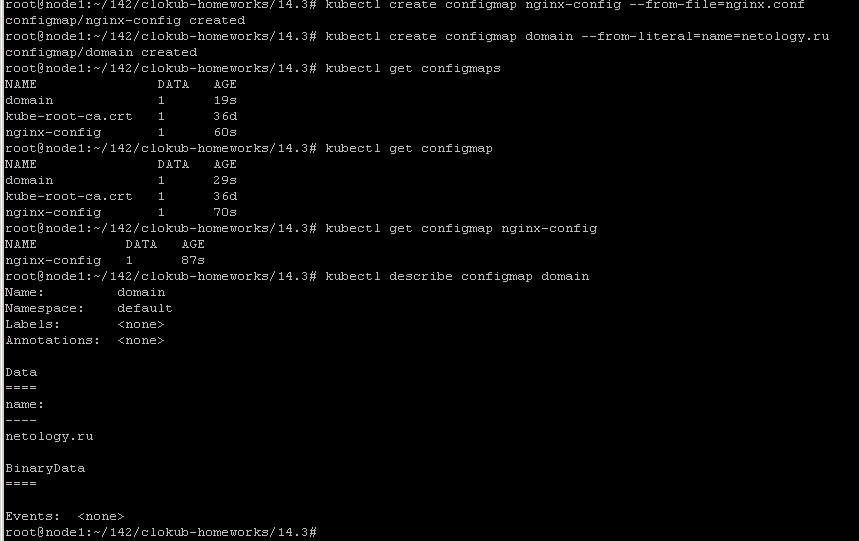 root@node1:~/142/clokub-homeworks/14.3# kubectl create configmap nginx-config --from-file=nginx.conf
configmap/nginx-config created
root@node1:~/142/clokub-homeworks/14.3# kubectl create configmap domain --from-literal=name=netology.ru
configmap/domain created
root@node1:~/142/clokub-homeworks/14.3# kubectl get configmaps
NAME               DATA   AGE
domain             1      19s
kube-root-ca.crt   1      36d
nginx-config       1      60s
root@node1:~/142/clokub-homeworks/14.3# kubectl get configmap
NAME               DATA   AGE
domain             1      29s
kube-root-ca.crt   1      36d
nginx-config       1      70s
root@node1:~/142/clokub-homeworks/14.3# kubectl get configmap nginx-config
NAME           DATA   AGE
nginx-config   1      87s
root@node1:~/142/clokub-homeworks/14.3# kubectl describe configmap domain
Name:         domain
Namespace:    default
Labels:       <none>
Annotations:  <none>

Data
====
name:
----
netology.ru

BinaryData
====

Events:  <none>
root@node1:~/142/clokub-homeworks/14.3#